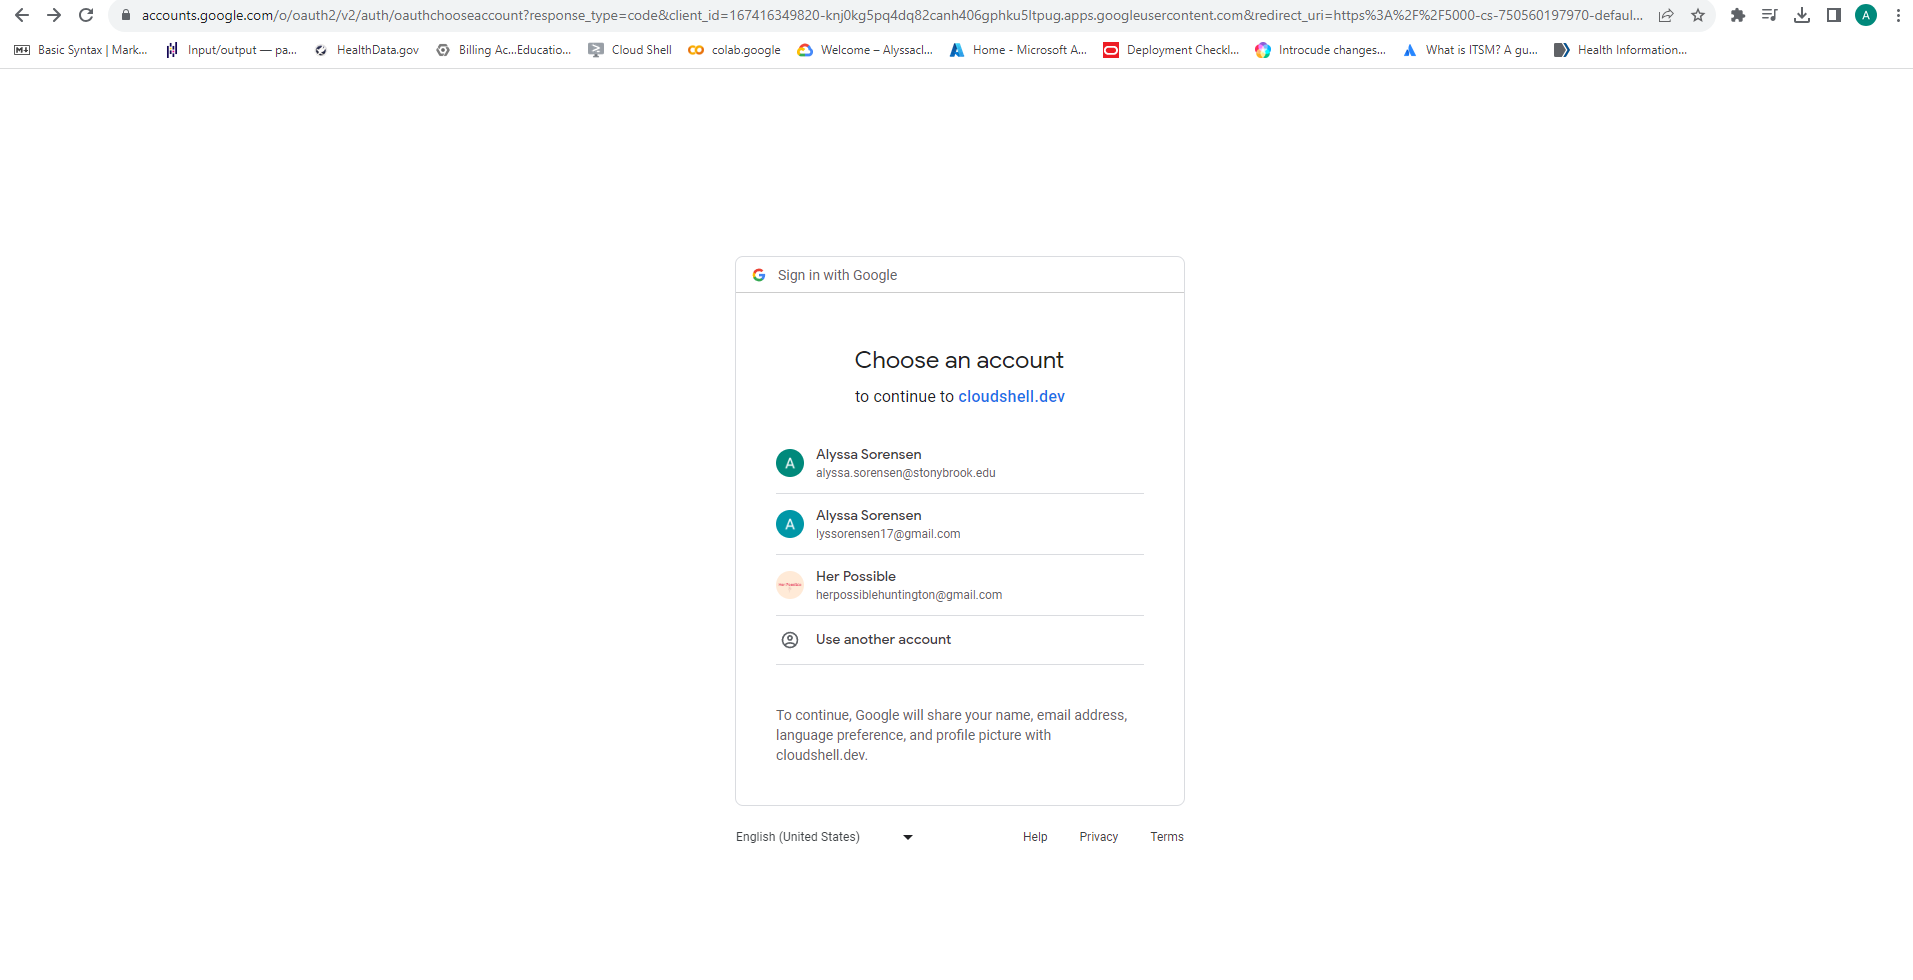 accounts.google.com/o/oauth2/v2/auth/oauthchooseaccount?response_type=code&client_id=167416349820-knj0kg5pq4dq82canh406gphku5ltpug.apps.googleusercontent.com&redirect_uri=https%3A%2F%2F5000-cs-750560197970-defaul...
A
Basic Syntax | Mark...
Input/output — pa...
HealthData.gov
Billing Ac...Educatio...
Cloud Shell
colab.google
Welcome – Alyssacl...
Home - Microsoft A...
Deployment Checkl...
Introcude changes...
What is ITSM? A gu...
Health Information...
Sign in with Google
Choose an account
to continue to cloudshell.dev
A
Alyssa Sorensen
alyssa.sorensen@stonybrook.edu
A
Alyssa Sorensen
lyssorensen17@gmail.com
Her Possible
Her Possible
herpossiblehuntington@gmail.com
Use another account
To continue, Google will share your name, email address,
language preference, and profile picture with
cloudshell.dev.
English (United States)
Help
Privacy
Terms